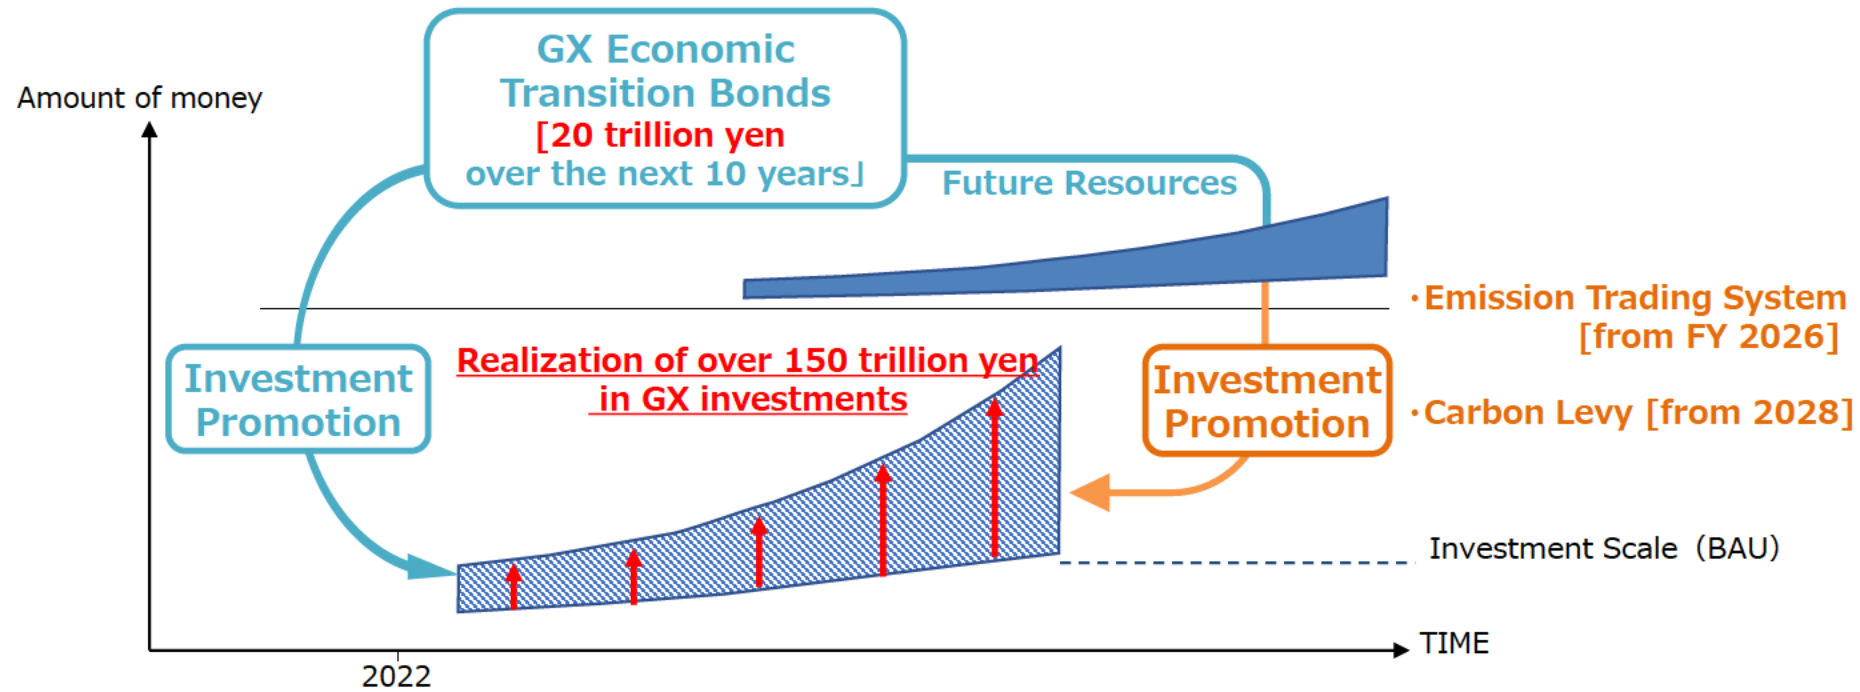 Amount of money
GX Economic
Transition Bonds
[20 trillion yen
over the next 10 years」
Future Resources
Investment
Promotion
Realization of over 150 trillion yen
in GX investments
Investment
Promotion
・Emission Trading System
[from FY 2026]
・Carbon Levy [from 2028]
Investment Scale（BAU）
TIME
2022